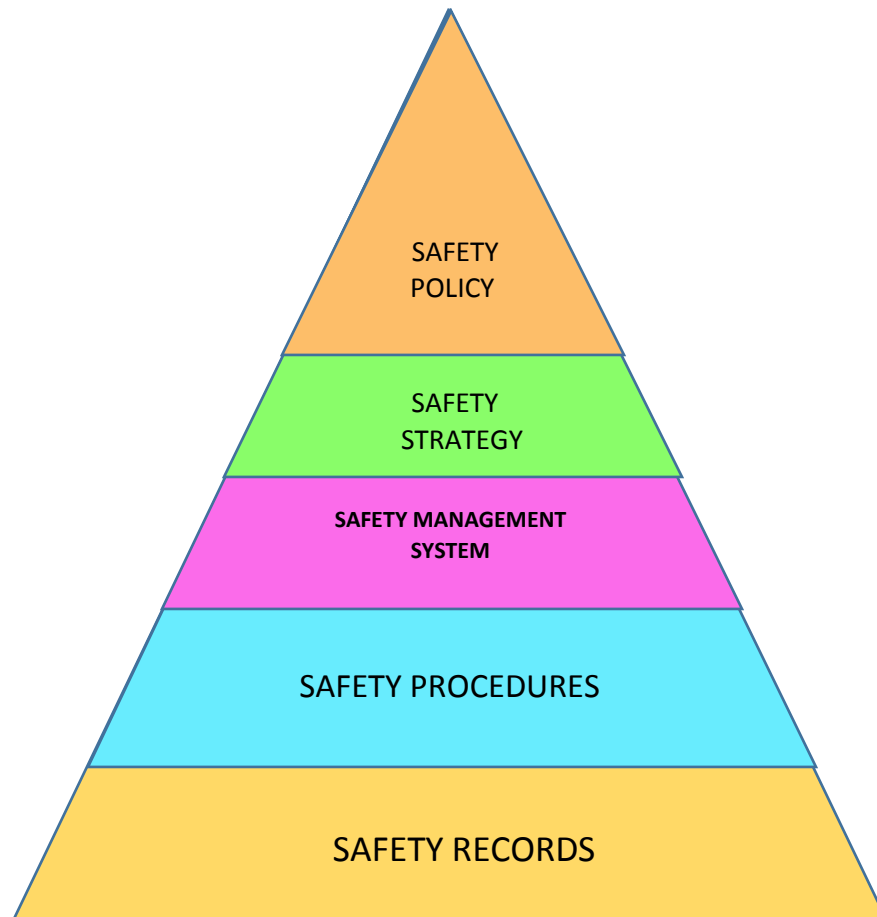 SAFETY
POLICY
SAFETY
STRATEGY
SAFETY MANAGEMENT
SYSTEM
SAFETY PROCEDURES
SAFETY RECORDS